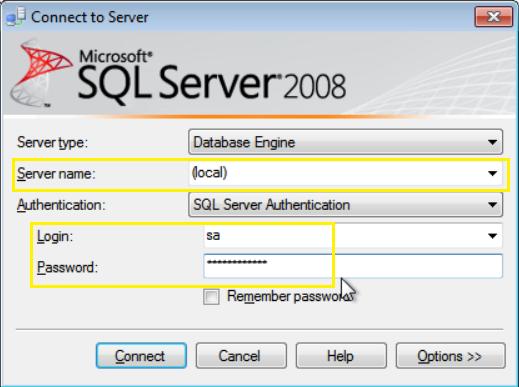 Connect to Server
Microsoft®
SQL Server® 2008
Server type: Database Engine
Server name: (local)
Authentication: SQL Server Authentication
Login: sa
Password: ************
Remember password
Connect Cancel Help Options >>